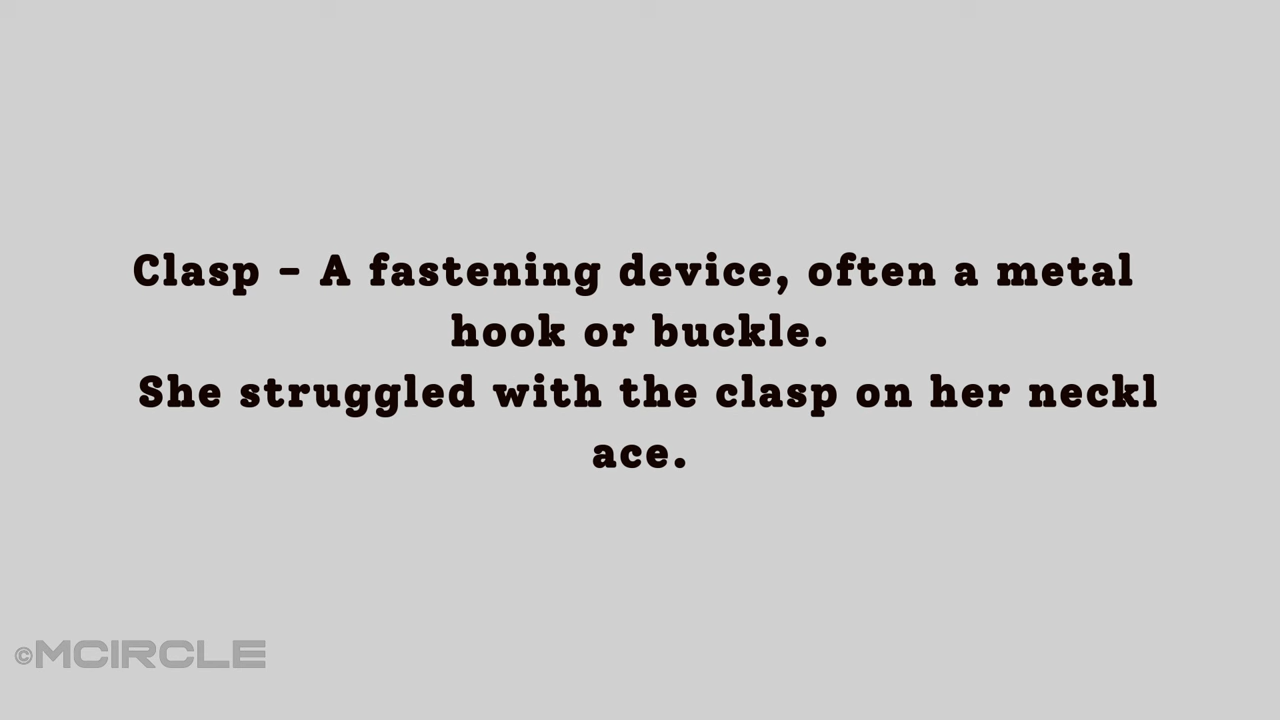 Clasp – A fastening device, often a metal
hook or buckle.
She struggled with the clasp on her neckl
ace.
©MCIRCLE